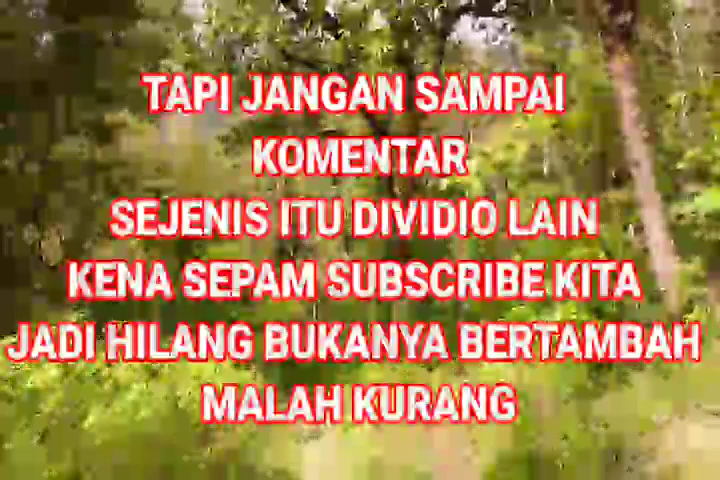 TAPI JANGAN SAMPAI
KOMENTAR
SEJENIS ITU DIVIDIO LAIN
KENA SEPAM SUBSCRIBE KITA
JADI HILANG BUKANYA BERTAMBAH
MALAH KURANG